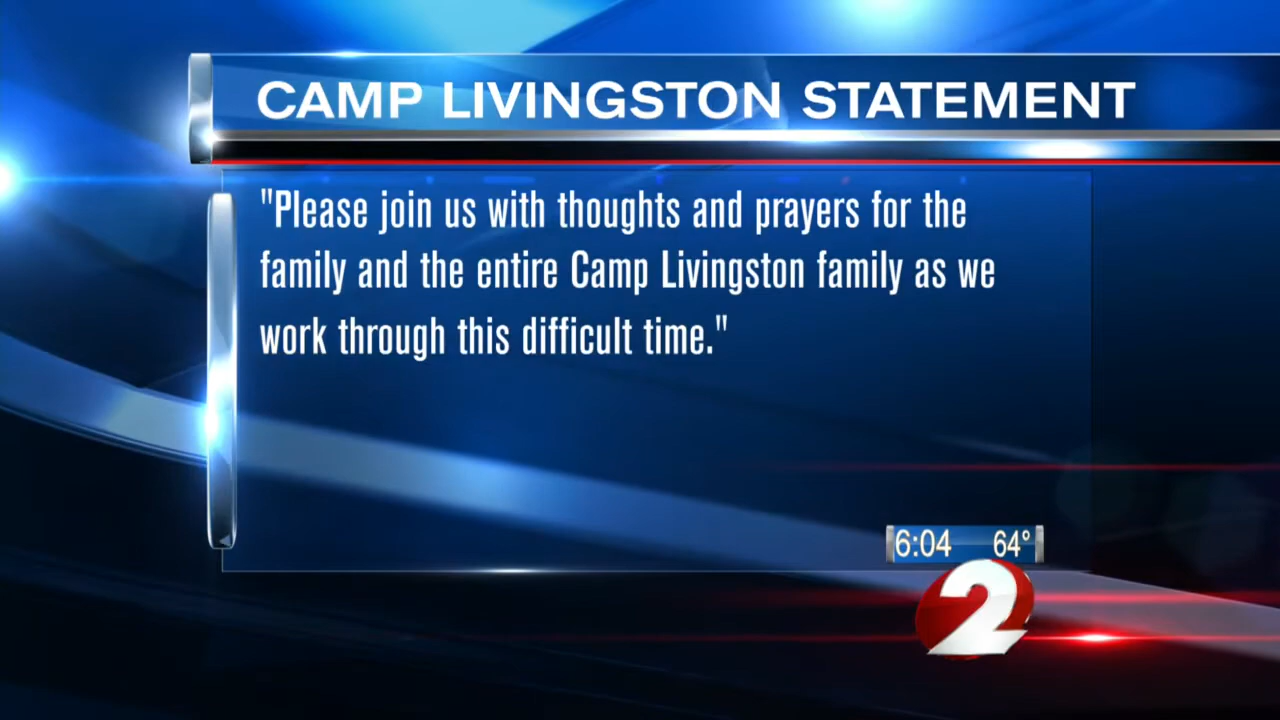 CAMP LIVINGSTON STATEMENT
"Please join us with thoughts and prayers for the
family and the entire Camp Livingston family as we
work through this difficult time."
6:04 64°
2